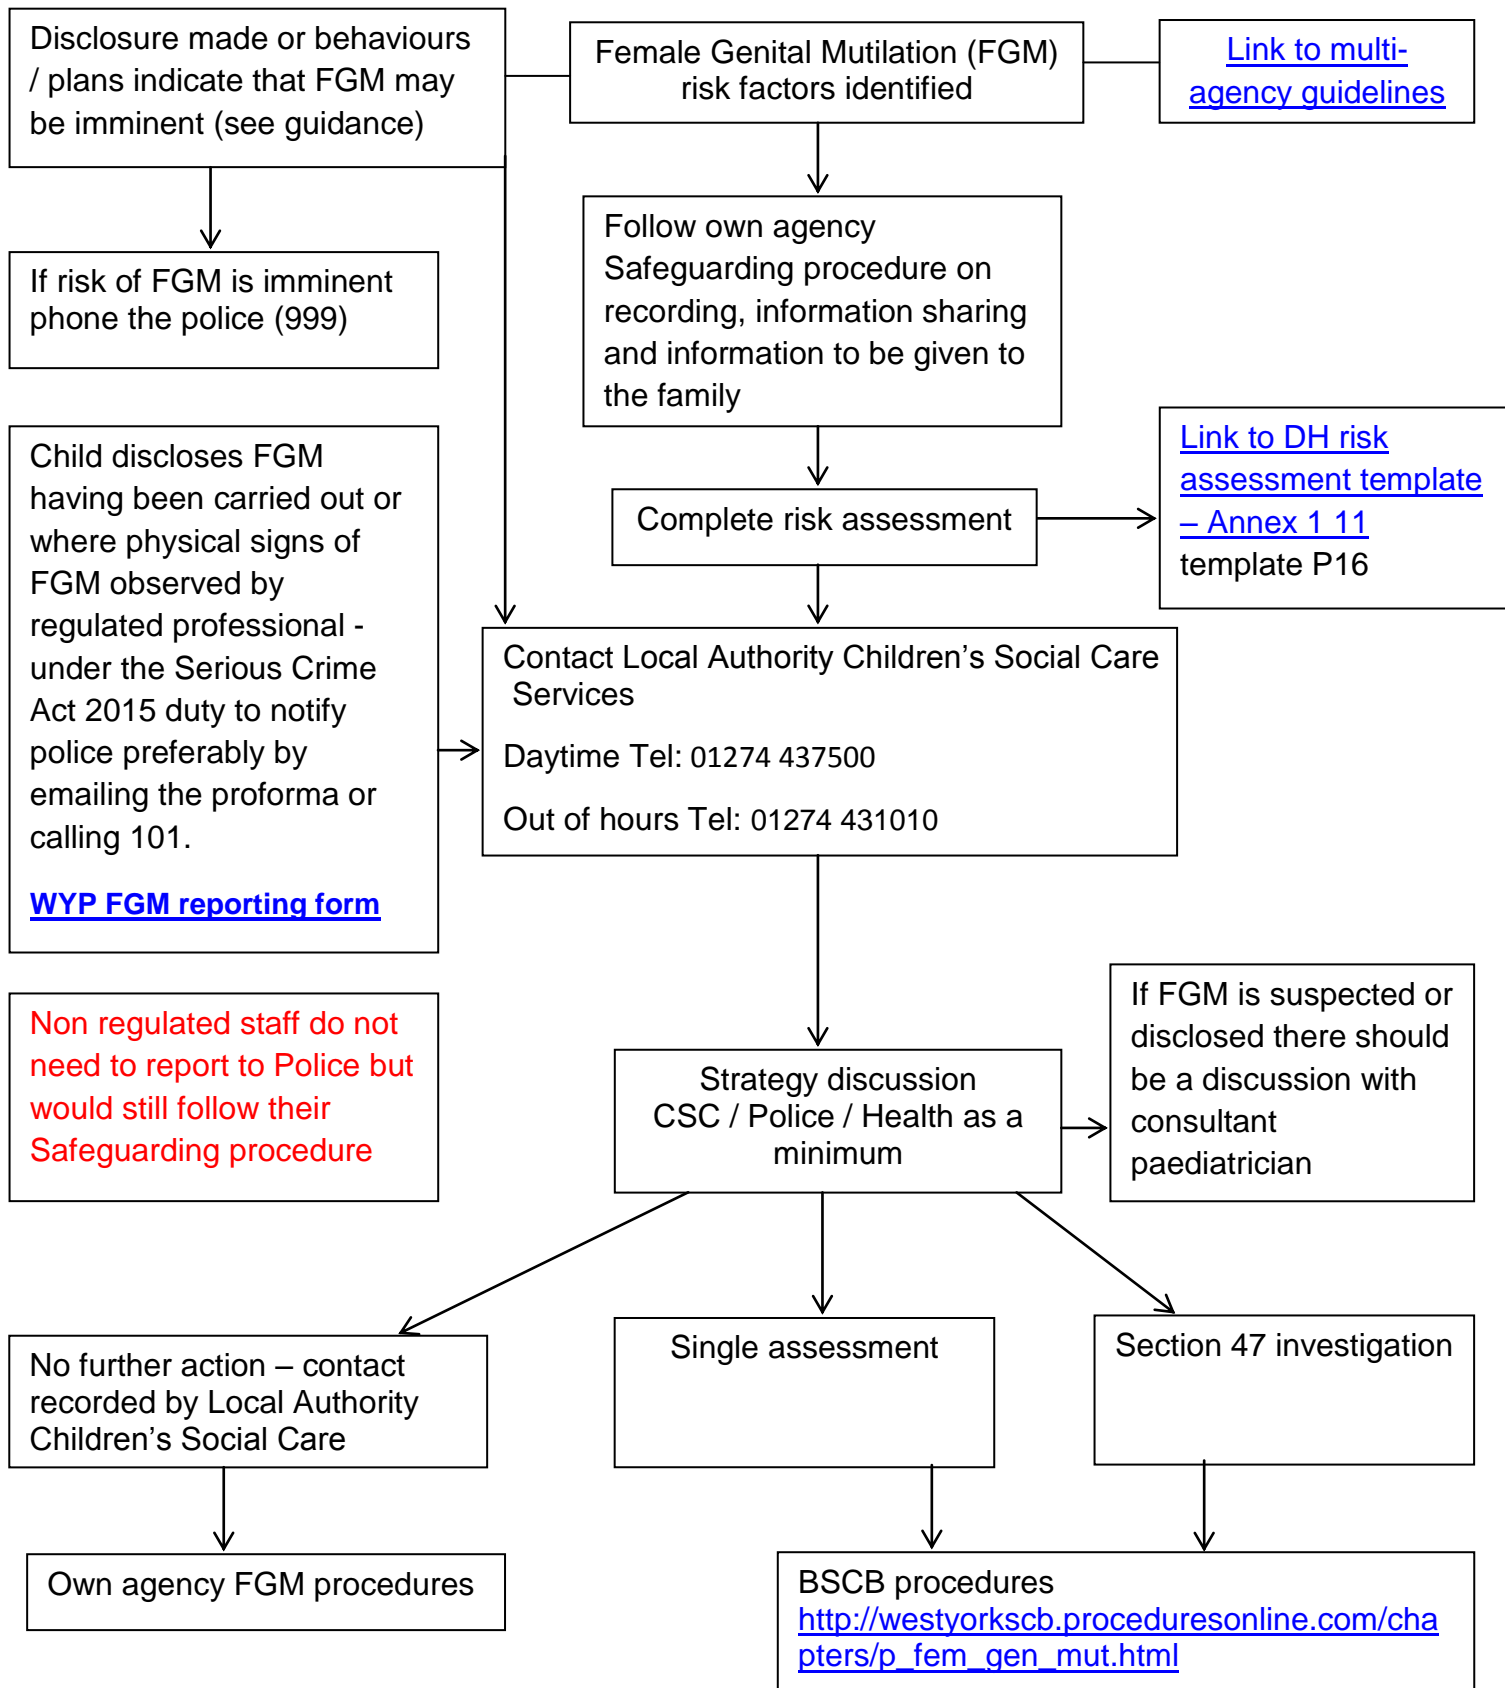 Disclosure made or behaviours
/ plans indicate that FGM may
be imminent (see guidance)
Female Genital Mutilation (FGM)
risk factors identified
Link to multi-
agency guidelines
If risk of FGM is imminent
phone the police (999)
Follow own agency
Safeguarding procedure on
recording, information sharing
and information to be given to
the family
Child discloses FGM
having been carried out or
where physical signs of
FGM observed by
regulated professional -
under the Serious Crime
Act 2015 duty to notify
police preferably by
emailing the proforma or
calling 101.
WYP FGM reporting form
Complete risk assessment
Link to DH risk
assessment template
– Annex 1 11
template P16
Contact Local Authority Children’s Social Care
Services
Daytime Tel: 01274 437500
Out of hours Tel: 01274 431010
Non regulated staff do not
need to report to Police but
would still follow their
Safeguarding procedure
Strategy discussion
CSC / Police / Health as a
minimum
If FGM is suspected or
disclosed there should
be a discussion with
consultant
paediatrician
No further action – contact
recorded by Local Authority
Children’s Social Care
Single assessment
Section 47 investigation
Own agency FGM procedures
BSCB procedures
http://westyorkscb.proceduresonline.com/cha
pters/p_fem_gen_mut.html